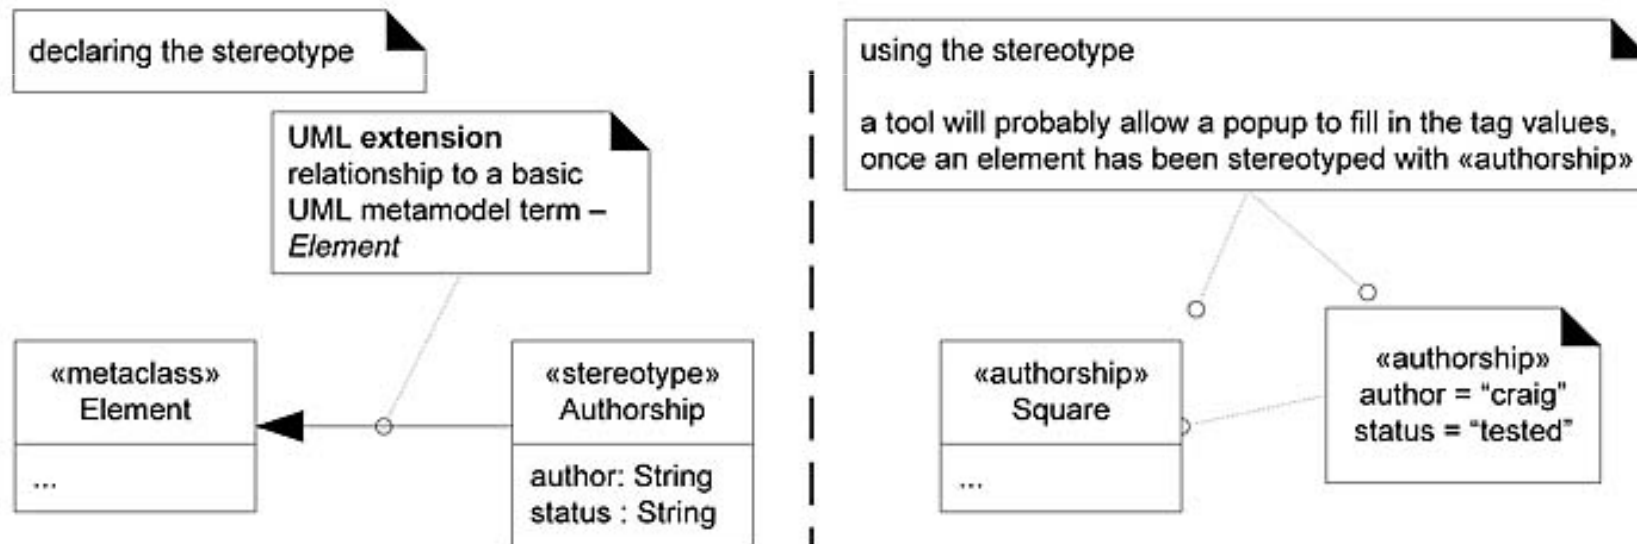 declaring the stereotype
UML extension
relationship to a basic
UML metamodel term –
Element
«metaclass»
Element
...
«stereotype»
Authorship
author: String
status : String
using the stereotype
a tool will probably allow a popup to fill in the tag values,
once an element has been stereotyped with «authorship»
«authorship»
Square
...
«authorship»
author = “craig”
status = “tested”